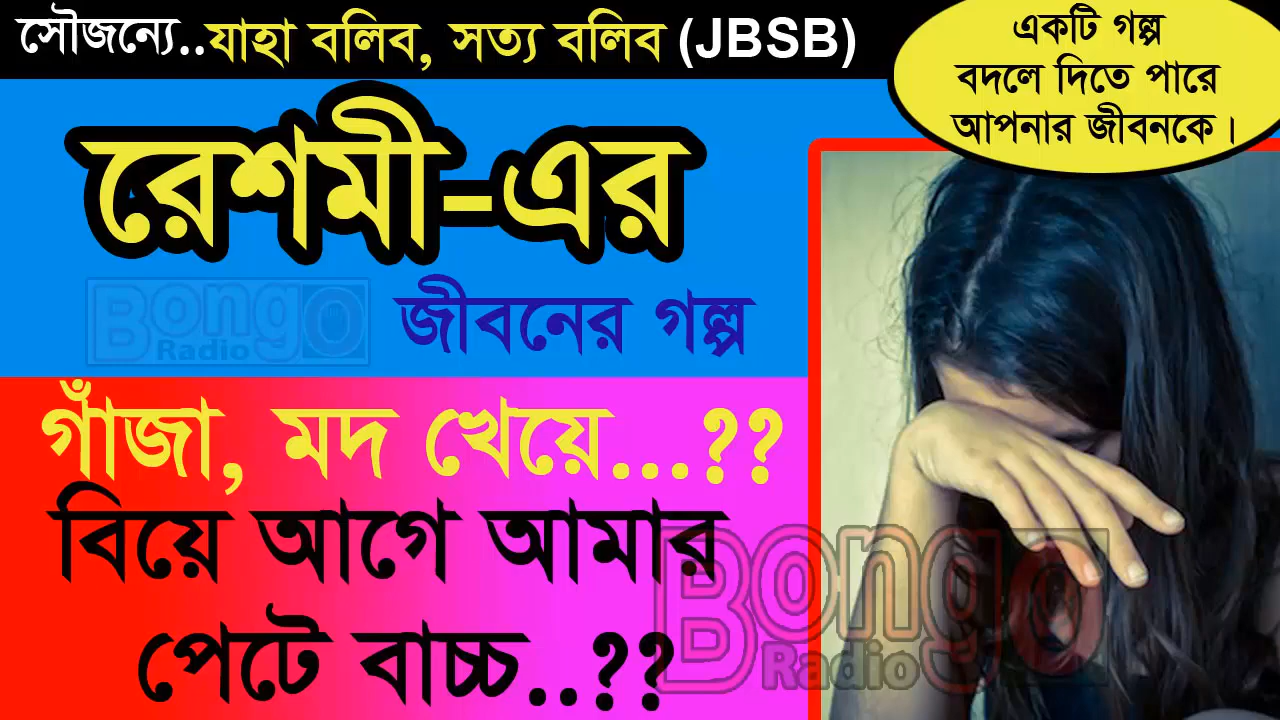 সৌজন্যে..যাহা বলিব, সত্য বলিব (JBSB)
একটি গল্প
বদলে দিতে পারে
আপনার জীবনকে।
রেশমী-এর
জীবনের গল্প
Bongo
Radio
গাঁজা, মদ খেয়ে...??
বিয়ে আগে আমার
পেটে বাচ্চ..??
Bongo
Radio